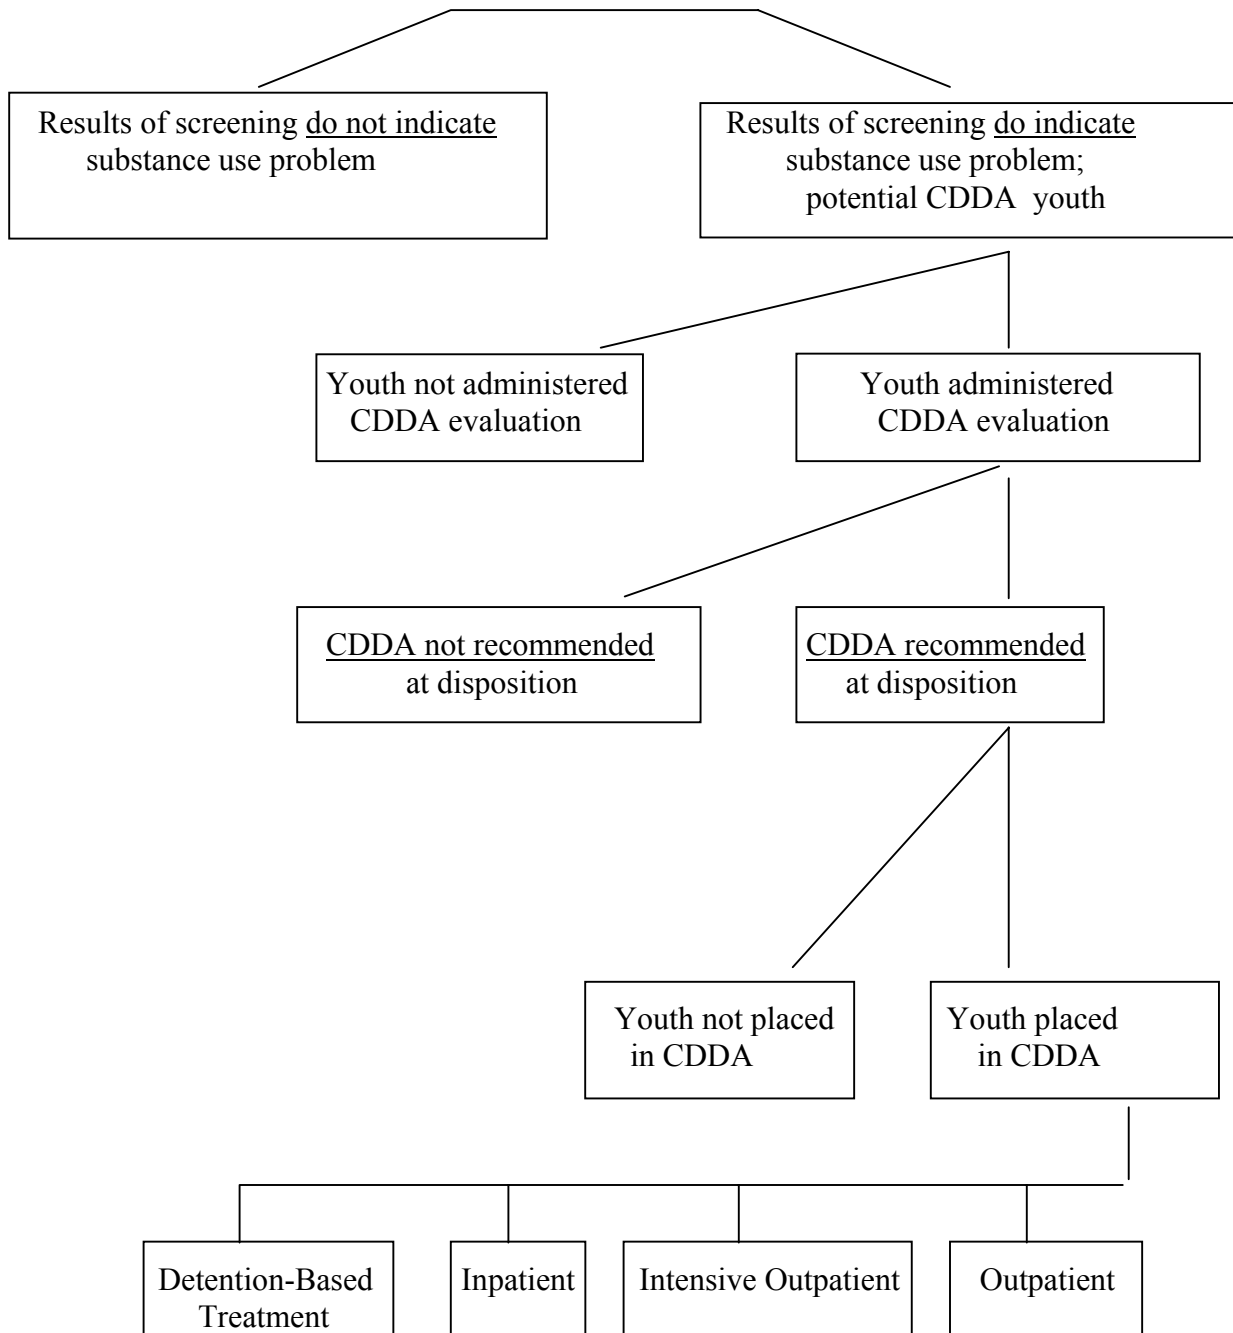 Results of screening do not indicate
substance use problem
Results of screening do indicate
substance use problem;
potential CDDA youth
Youth not administered
CDDA evaluation
Youth administered
CDDA evaluation
CDDA not recommended
at disposition
CDDA recommended
at disposition
Youth not placed
in CDDA
Youth placed
in CDDA
Detention-Based
Treatment
Inpatient
Intensive Outpatient
Outpatient